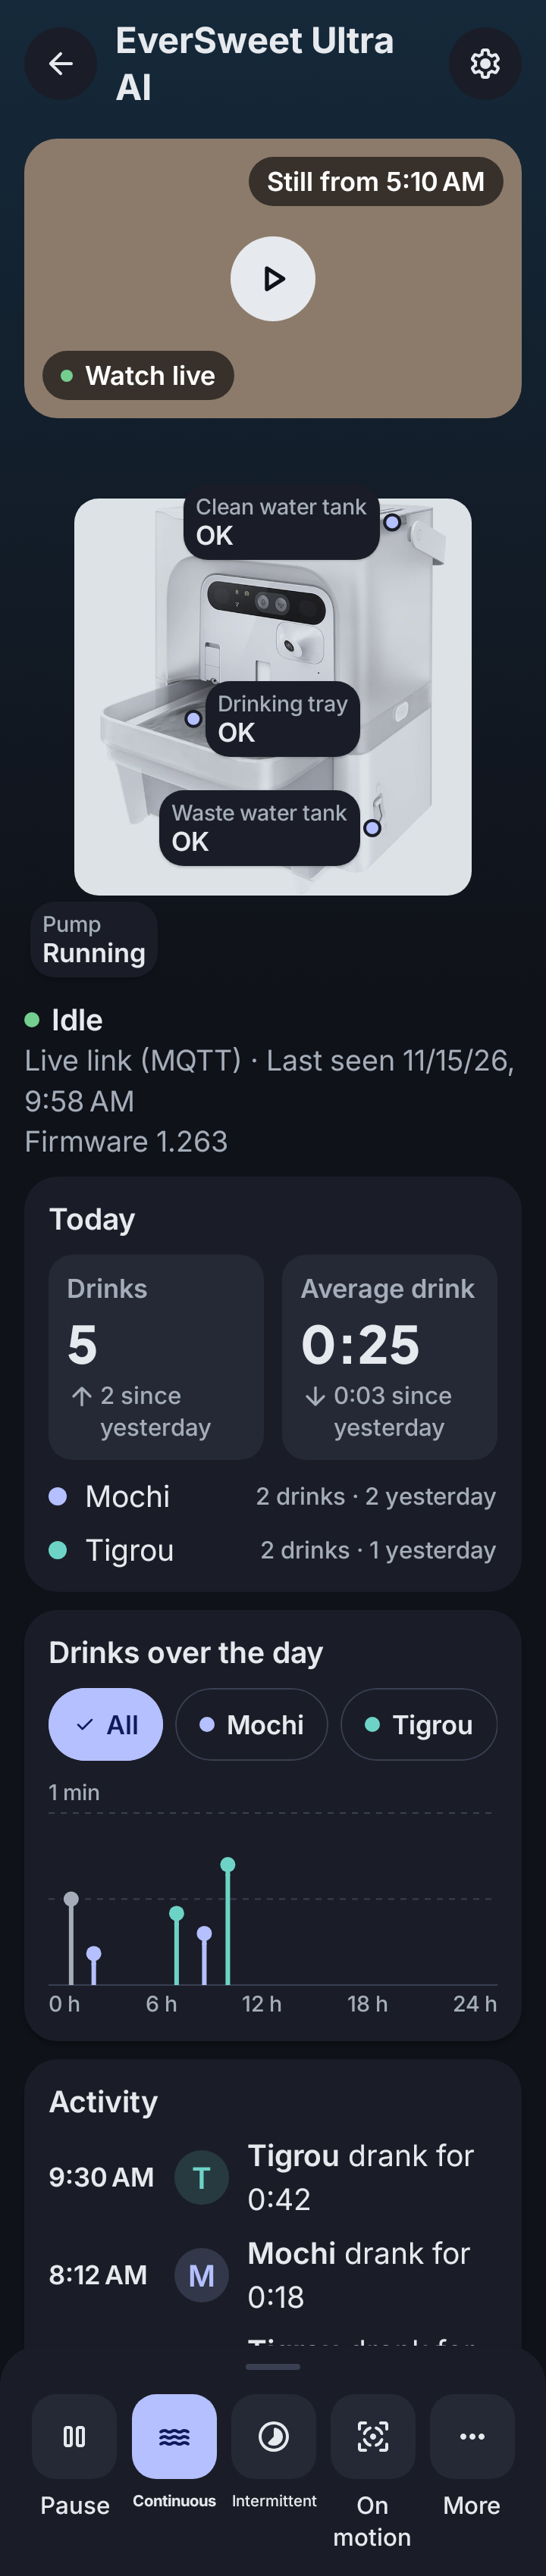 EverSweet Ultra
AI
Still from 5:10 AM
Watch live
Clean water tank
OK
Drinking tray
OK
Waste water tank
OK
Pump
Running
Idle
Live link (MQTT) · Last seen 11/15/26,
9:58 AM
Firmware 1.263
Today
Drinks
5
↑ 2 since
yesterday
Average drink
0:25
↓ 0:03 since
yesterday
Mochi 2 drinks · 2 yesterday
Tigrou 2 drinks · 1 yesterday
Drinks over the day
All Mochi Tigrou
1 min
0 h 6 h 12 h 18 h 24 h
Activity
9:30 AM T Tigrou drank for
0:42
8:12 AM M Mochi drank for
0:18
Pause Continuous Intermittent On
motion More